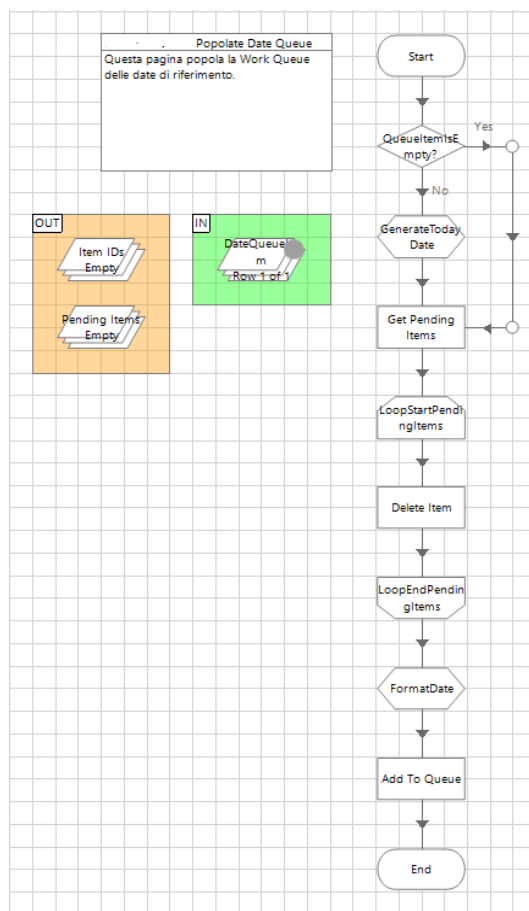 Popolate Date Queue
Questa pagina popola la Work Queue
delle date di riferimento.
Start
QueueItemIsE
mpty?
Yes
No
OUT
Item IDs
Empty
Pending Items
Empty
IN
DateQueueIt
m
Row 1 of 1
GenerateToday
Date
Get Pending
Items
LoopStartPendi
ngItems
Delete Item
LoopEndPendin
gItems
FormatDate
Add To Queue
End